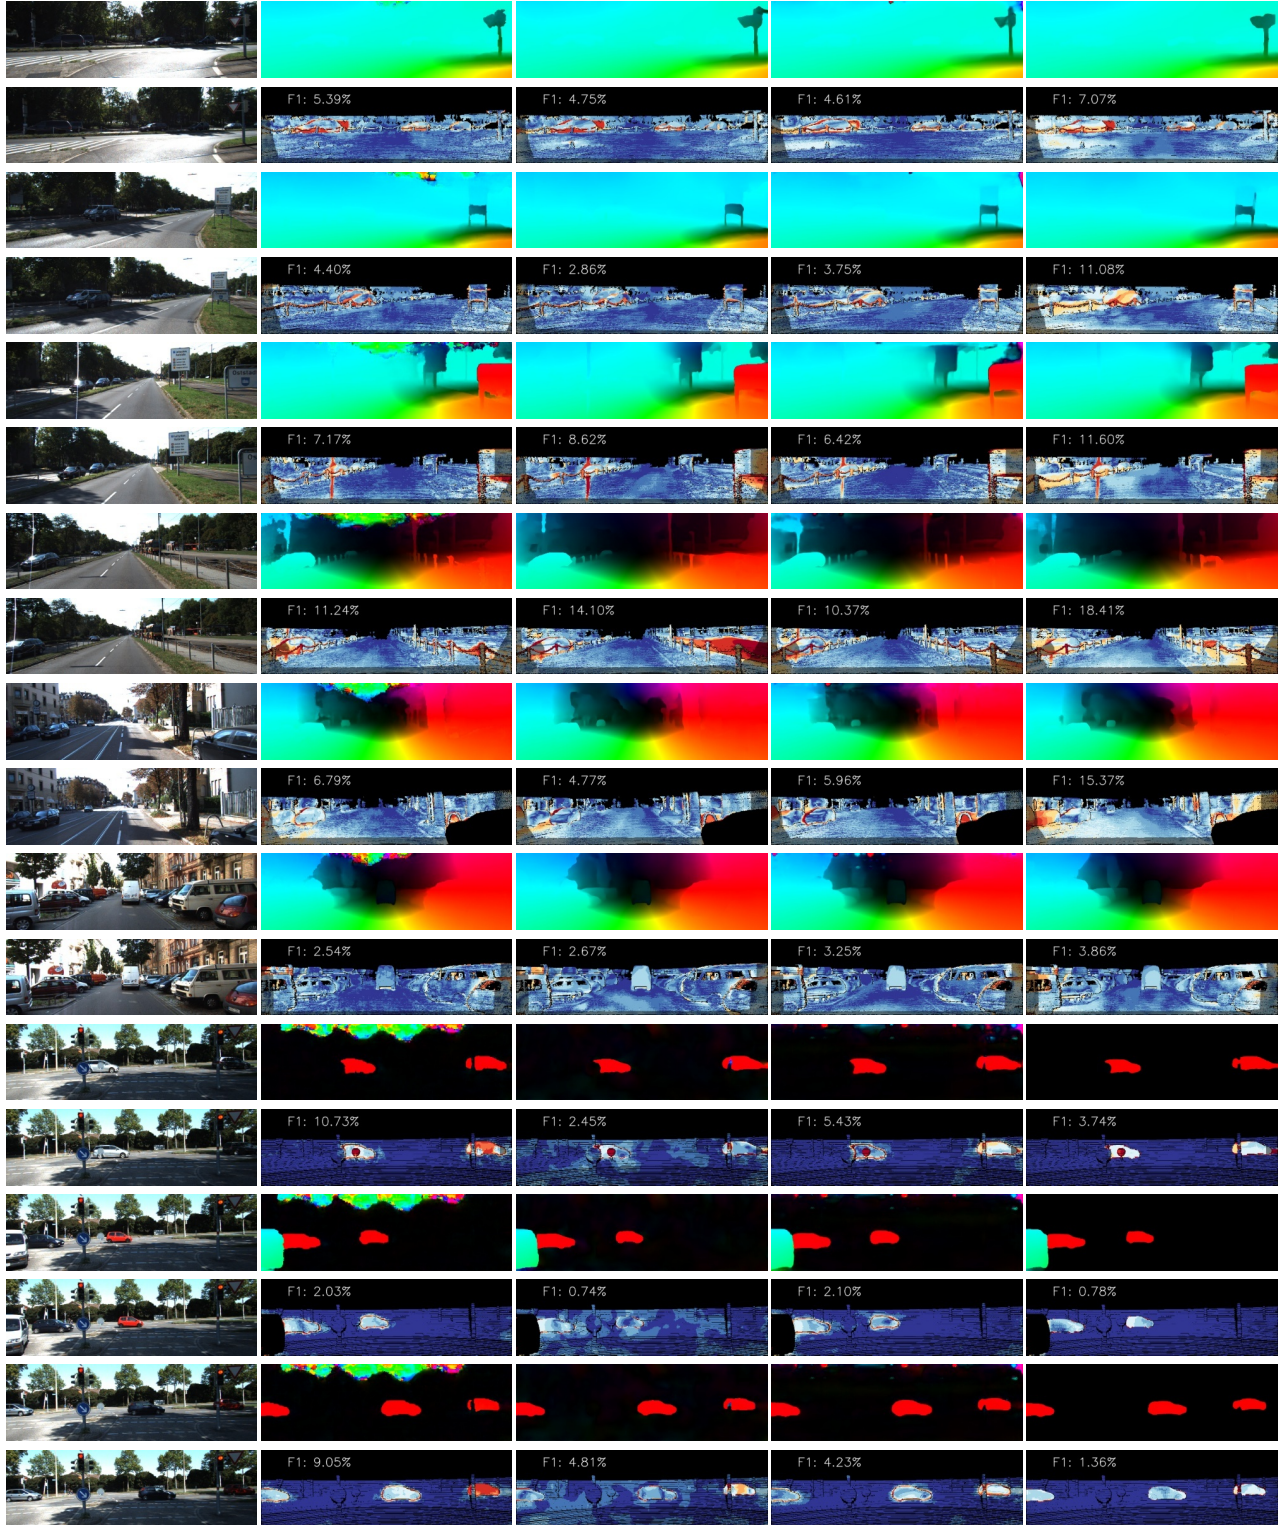 F1: 5.39% F1: 4.75% F1: 4.61% F1: 7.07%
F1: 4.40% F1: 2.86% F1: 3.75% F1: 11.08%
F1: 7.17% F1: 8.62% F1: 6.42% F1: 11.60%
F1: 11.24% F1: 14.10% F1: 10.37% F1: 18.41%
F1: 6.79% F1: 4.77% F1: 5.96% F1: 15.37%
F1: 2.54% F1: 2.67% F1: 3.25% F1: 3.86%
F1: 10.73% F1: 2.45% F1: 5.43% F1: 3.74%
F1: 2.03% F1: 0.74% F1: 2.10% F1: 0.78%
F1: 9.05% F1: 4.81% F1: 4.23% F1: 1.36%